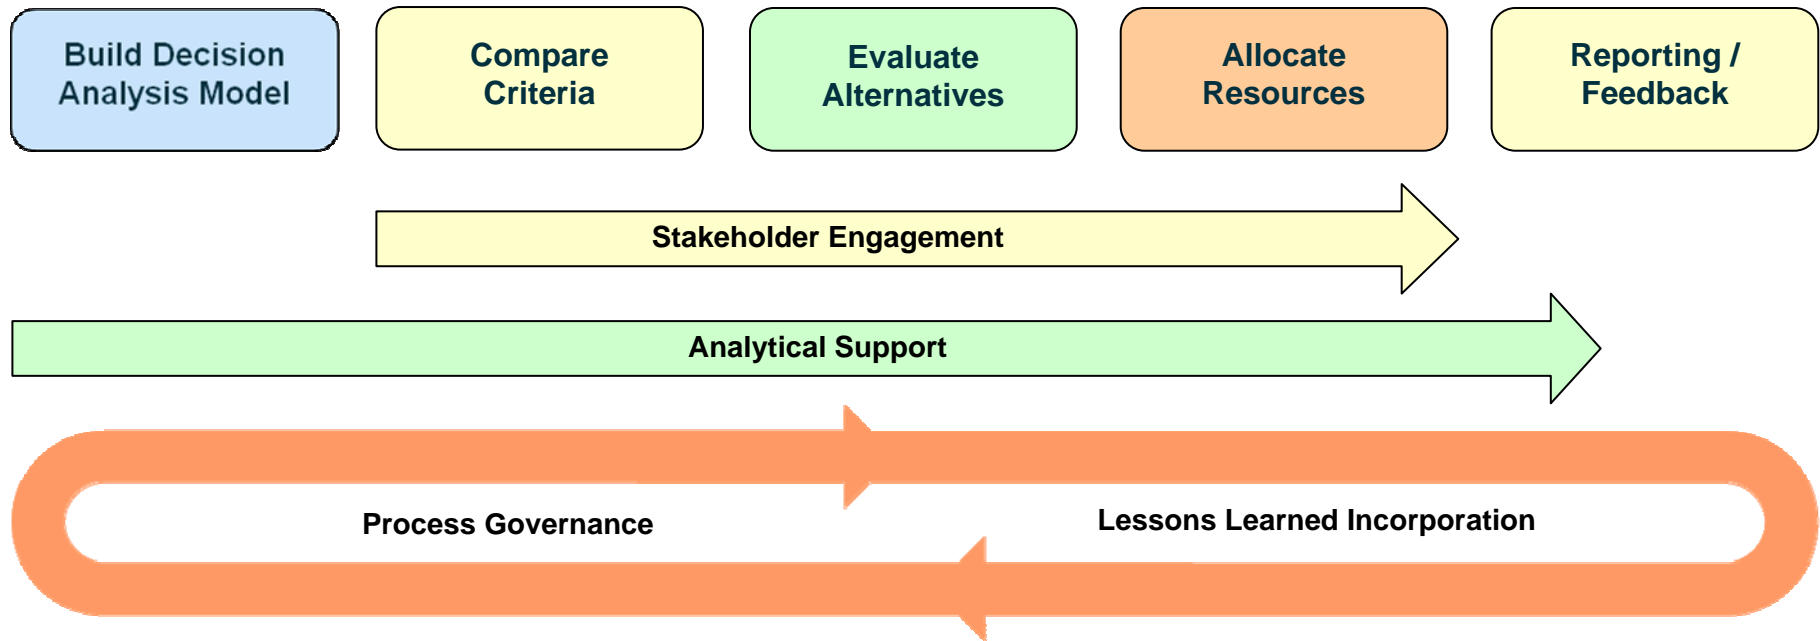 Build Decision
Analysis Model
Compare
Criteria
Evaluate
Alternatives
Allocate
Resources
Reporting /
Feedback
Stakeholder Engagement
Analytical Support
Process Governance
Lessons Learned Incorporation